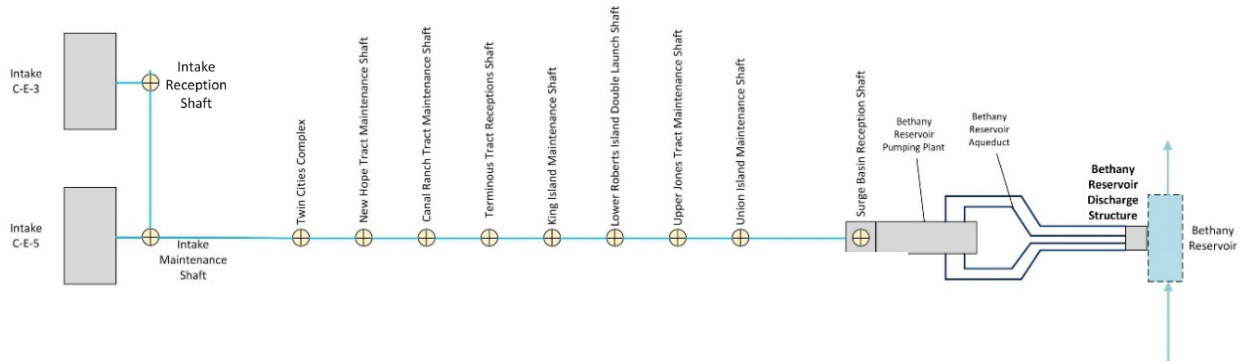 Intake
C-E-3
Intake
Reception
Shaft
Intake
C-E-5
Intake
Maintenance
Shaft
Twin Cities Complex
New Hope Tract Maintenance Shaft
Canal Ranch Tract Maintenance Shaft
Terminous Tract Receptions Shaft
King Island Maintenance Shaft
Lower Roberts Island Double Launch Shaft
Upper Jones Tract Maintenance Shaft
Union Island Maintenance Shaft
Surge Basin Reception Shaft
Bethany
Reservoir
Pumping Plant
Bethany
Reservoir
Aqueduct
Bethany
Reservoir
Discharge
Structure
Bethany
Reservoir